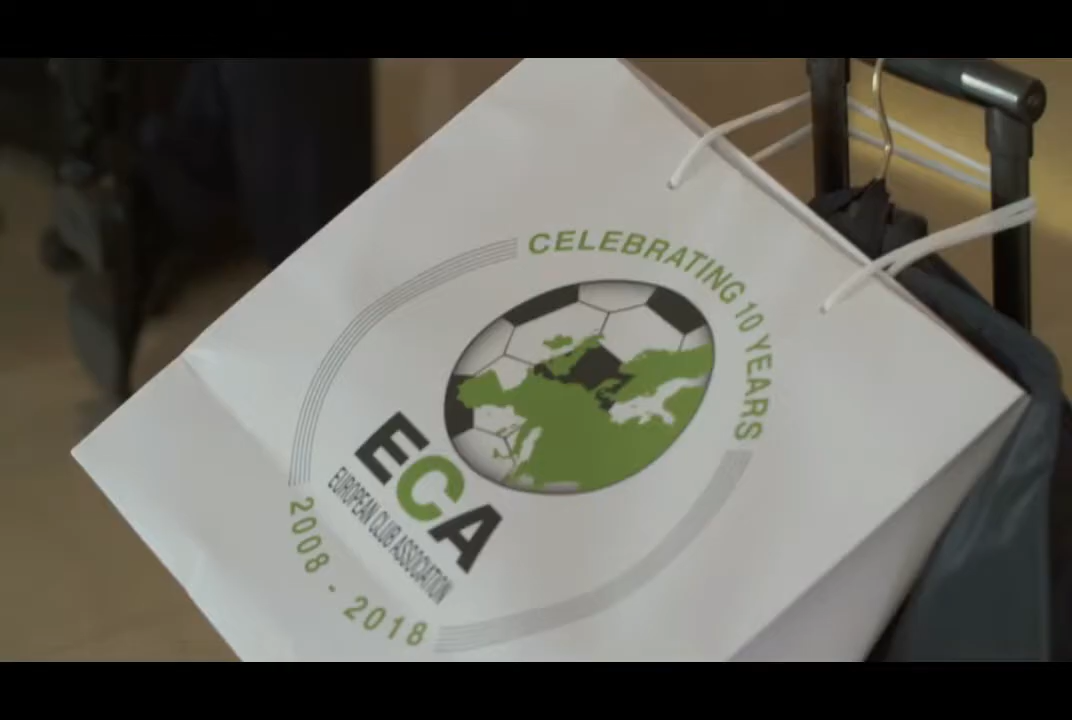 CELEBRATING 10 YEARS
ECA
EUROPEAN CLUB ASSOCIATION
2008 - 2018